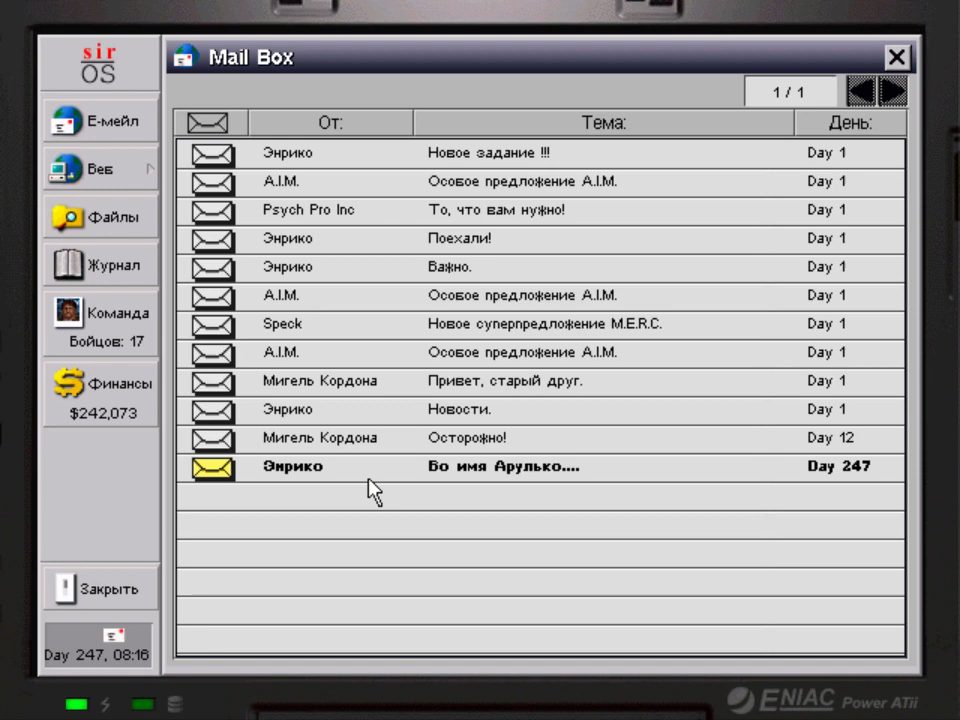 sir
OS
Mail Box
1 / 1
Е-мейл
Веб
Файлы
Журнал
Команда
Бойцов: 17
Финансы
$242,073
Закрыть
Day 247, 08:16
От: Тема: День:
Энрико Новое задание !!! Day 1
A.I.M. Особое предложение A.I.M. Day 1
Psych Pro Inc То, что вам нужно! Day 1
Энрико Поехали! Day 1
Энрико Важно. Day 1
A.I.M. Особое предложение A.I.M. Day 1
Speck Новое суперпредложение M.E.R.C. Day 1
A.I.M. Особое предложение A.I.M. Day 1
Мигель Кордона Привет, старый друг. Day 1
Энрико Новости. Day 1
Мигель Кордона Осторожно! Day 12
Энрико Во имя Арулько.... Day 247
ENIAC Power ATii